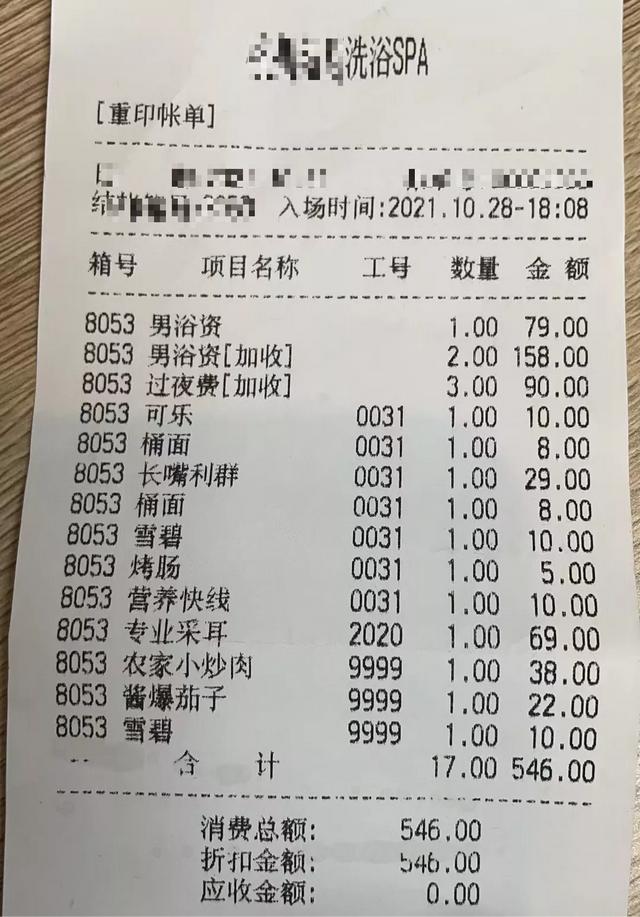 洗浴SPA
[重印帐单]
入场时间:2021.10.28-18:08
箱号 项目名称 工号 数量 金 额
8053 男浴资 1.00 79.00
8053 男浴资[加收] 2.00 158.00
8053 过夜费[加收] 3.00 90.00
8053 可乐 0031 1.00 10.00
8053 桶面 0031 1.00 8.00
8053 长嘴利群 0031 1.00 29.00
8053 桶面 0031 1.00 8.00
8053 雪碧 0031 1.00 10.00
8053 烤肠 0031 1.00 5.00
8053 营养快线 0031 1.00 10.00
8053 专业采耳 2020 1.00 69.00
8053 农家小炒肉 9999 1.00 38.00
8053 酱爆茄子 9999 1.00 22.00
8053 雪碧 9999 1.00 10.00
合 计 17.00 546.00
消费总额: 546.00
折扣金额: 546.00
应收金额: 0.00